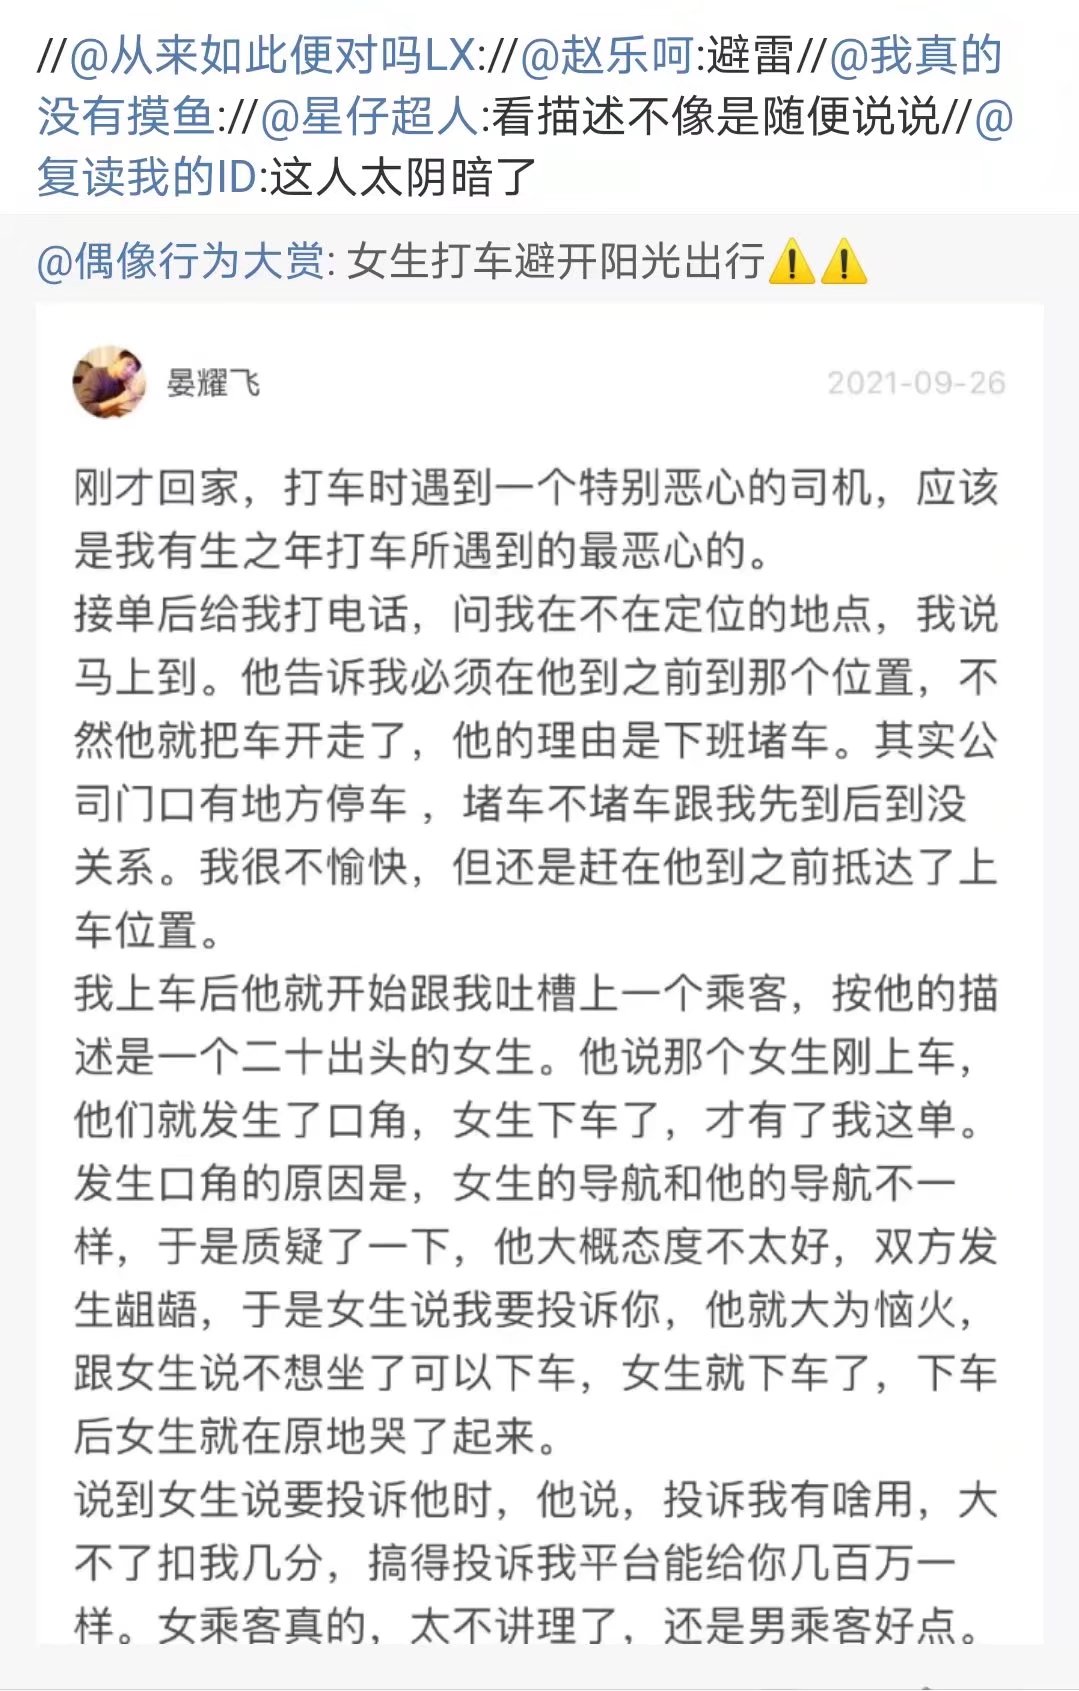 //@从来如此便对吗LX://@赵乐呵:避雷//@我真的
没有摸鱼://@星仔超人:看描述不像是随便说说//@
复读我的ID:这人太阴暗了
@偶像行为大赏: 女生打车避开阳光出行⚠️⚠️
晏耀飞
2021-09-26
刚才回家，打车时遇到一个特别恶心的司机，应该
是我有生之年打车所遇到的最恶心的。
接单后给我打电话，问我在不在定位的地点，我说
马上到。他告诉我必须在他到之前到那个位置，不
然他就把车开走了，他的理由是下班堵车。其实公
司门口有地方停车 ，堵车不堵车跟我先到后到没
关系。我很不愉快，但还是赶在他到之前抵达了上
车位置。
我上车后他就开始跟我吐槽上一个乘客，按他的描
述是一个二十出头的女生。他说那个女生刚上车，
他们就发生了口角，女生下车了，才有了我这单。
发生口角的原因是，女生的导航和他的导航不一
样，于是质疑了一下，他大概态度不太好，双方发
生龃龉，于是女生说我要投诉你，他就大为恼火，
跟女生说不想坐了可以下车，女生就下车了，下车
后女生就在原地哭了起来。
说到女生说要投诉他时，他说，投诉我有啥用，大
不了扣我几分，搞得投诉我平台能给你几百万一
样。女乘客真的，太不讲理了，还是男乘客好点。